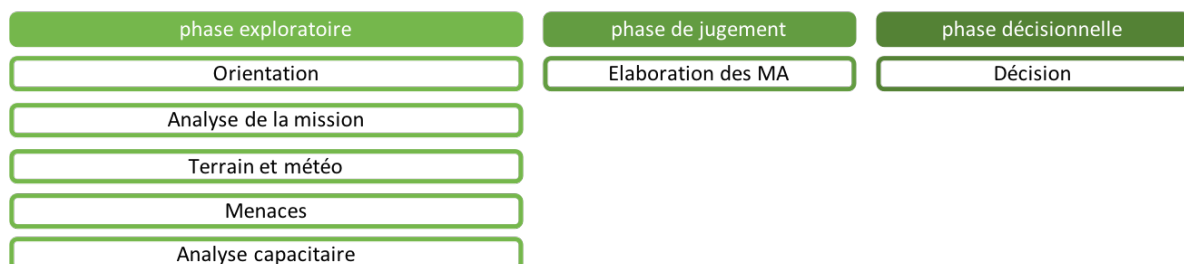 phase exploratoire
Orientation
Analyse de la mission
Terrain et météo
Menaces
Analyse capacitaire
phase de jugement
Elaboration des MA
phase décisionnelle
Décision